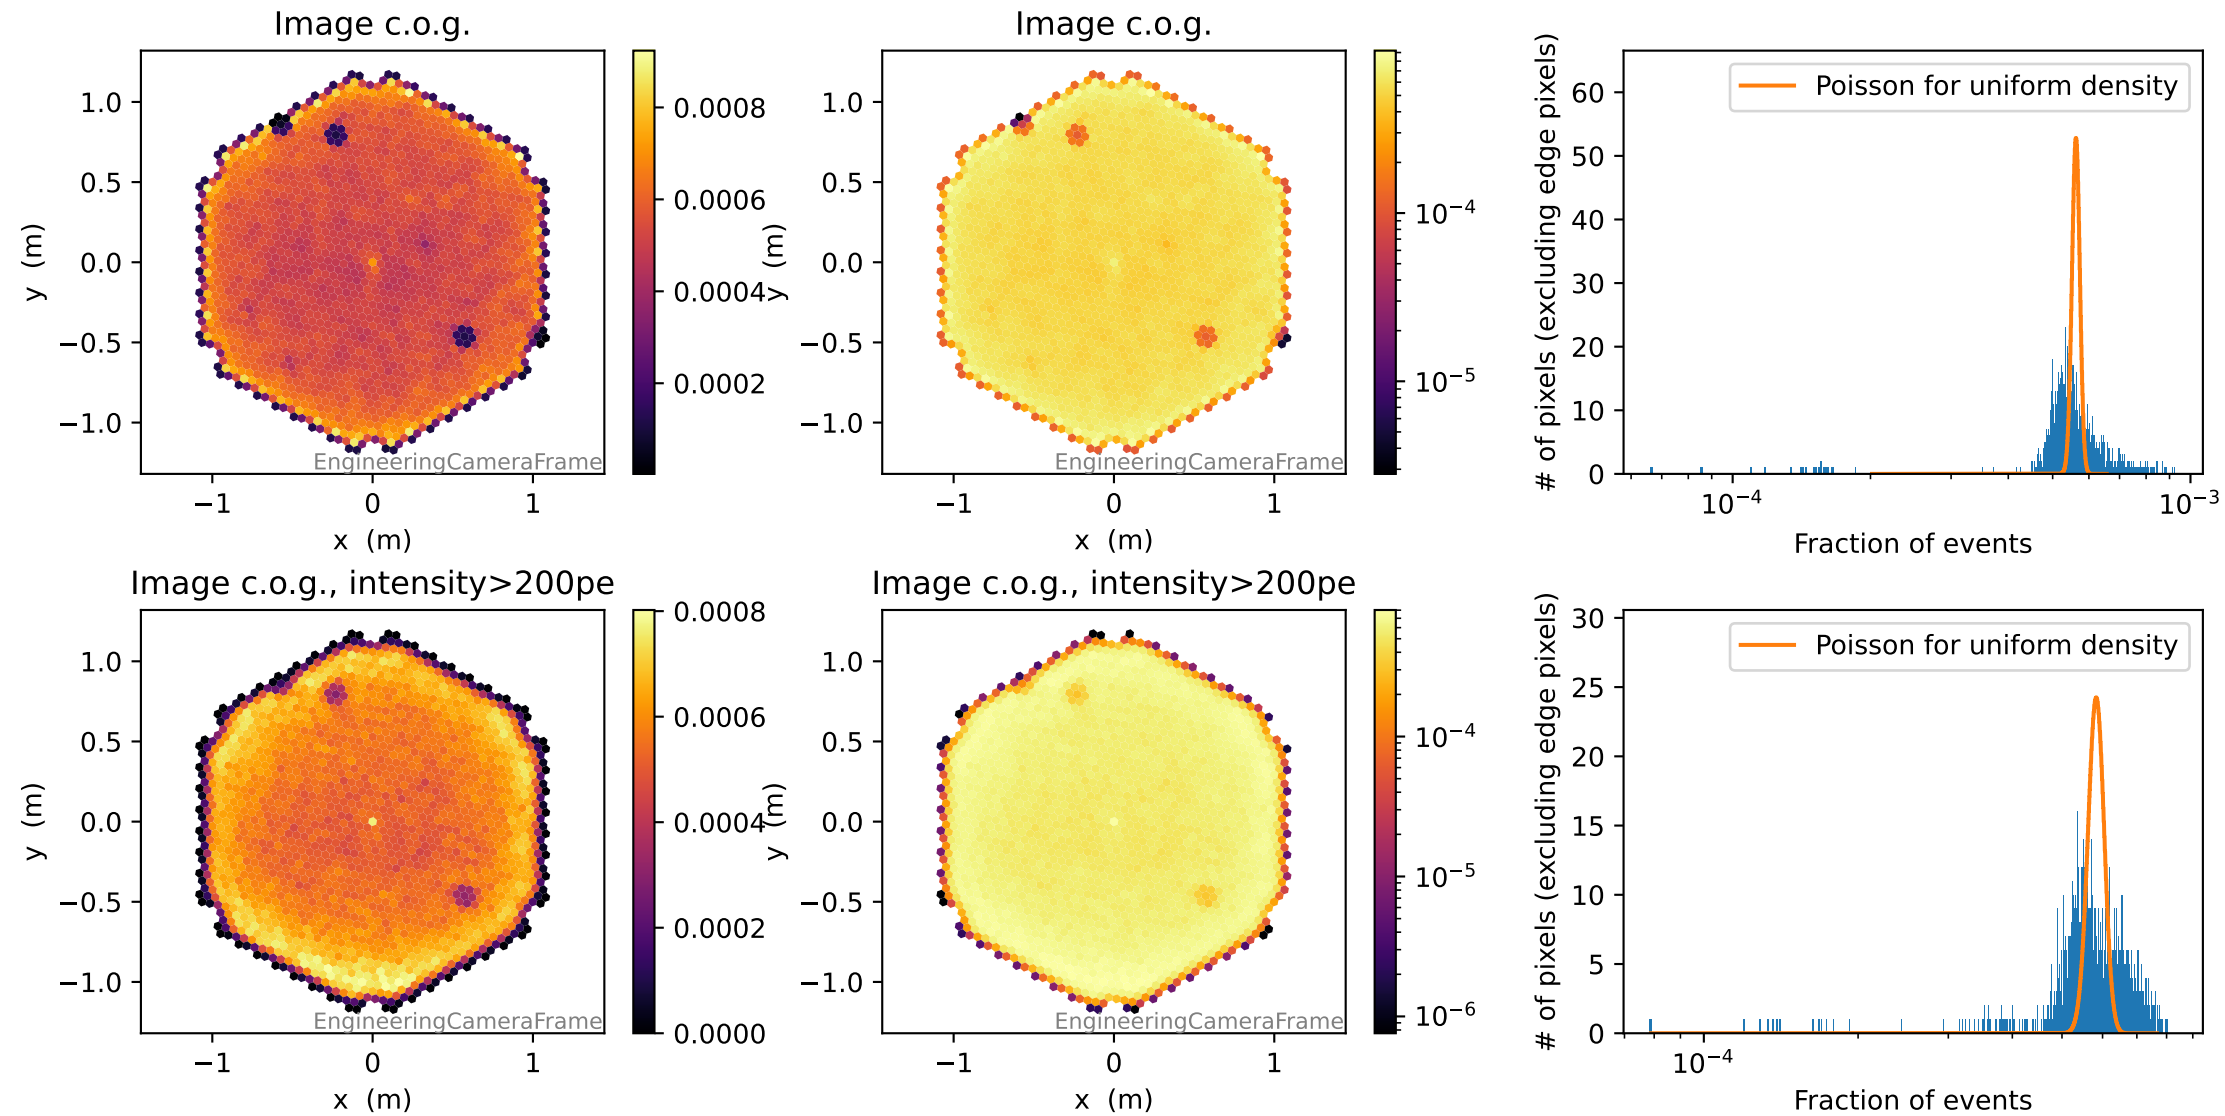 Image c.o.g.
y (m)
1.0
0.5
0.0
−0.5
−1.0
−1
0
1
x (m)
EngineeringCameraFrame
0.0008
0.0006
0.0004
0.0002
Image c.o.g.
y (m)
1.0
0.5
0.0
−0.5
−1.0
−1
0
1
x (m)
EngineeringCameraFrame
10⁻⁴
10⁻⁵
# of pixels (excluding edge pixels)
60
50
40
30
20
10
0
Poisson for uniform density
10⁻⁴
10⁻³
Fraction of events
Image c.o.g., intensity>200pe
y (m)
1.0
0.5
0.0
−0.5
−1.0
−1
0
1
x (m)
EngineeringCameraFrame
0.0008
0.0006
0.0004
0.0002
0.0000
Image c.o.g., intensity>200pe
y (m)
1.0
0.5
0.0
−0.5
−1.0
−1
0
1
x (m)
EngineeringCameraFrame
10⁻⁴
10⁻⁵
10⁻⁶
# of pixels (excluding edge pixels)
30
25
20
15
10
5
0
Poisson for uniform density
10⁻⁴
Fraction of events